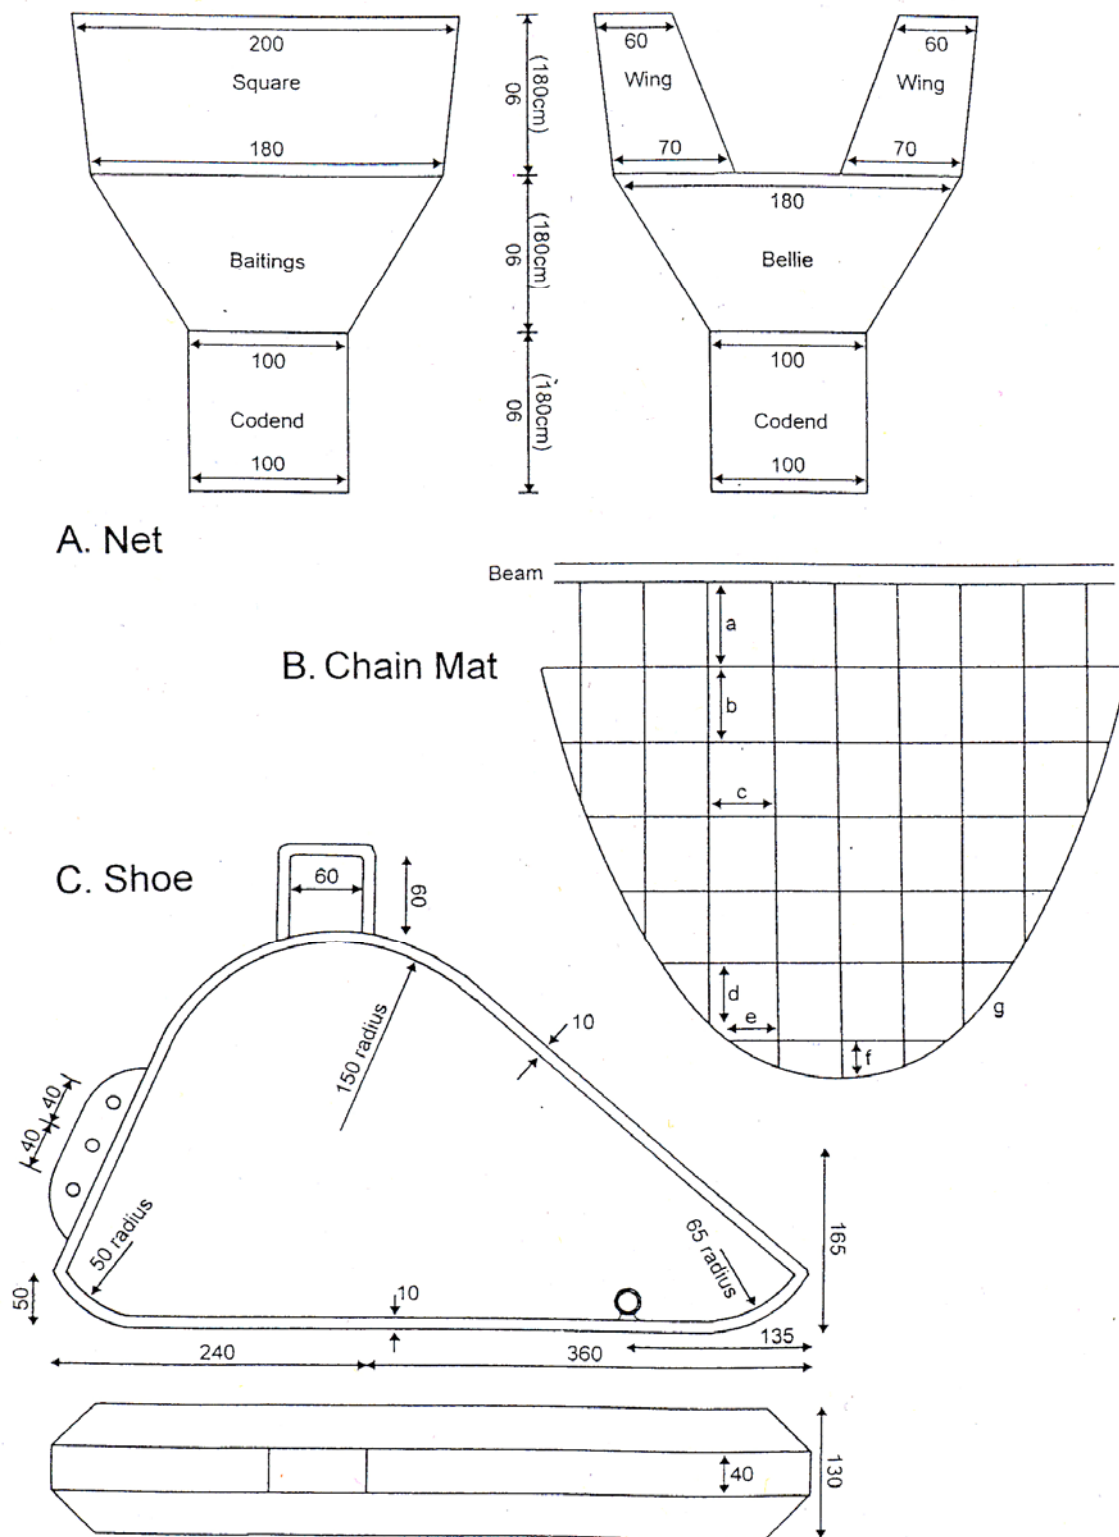 200
Square
180
Baitings
100
Codend
100
90
(180cm)
90
(180cm)
90
(180cm)
60
Wing
70
60
Wing
70
180
Bellie
100
Codend
100
A. Net
Beam
B. Chain Mat
a
b
c
d
e
f
g
C. Shoe
60
60
150 radius
10
40
40
50 radius
50
10
65 radius
165
135
240
360
40
130